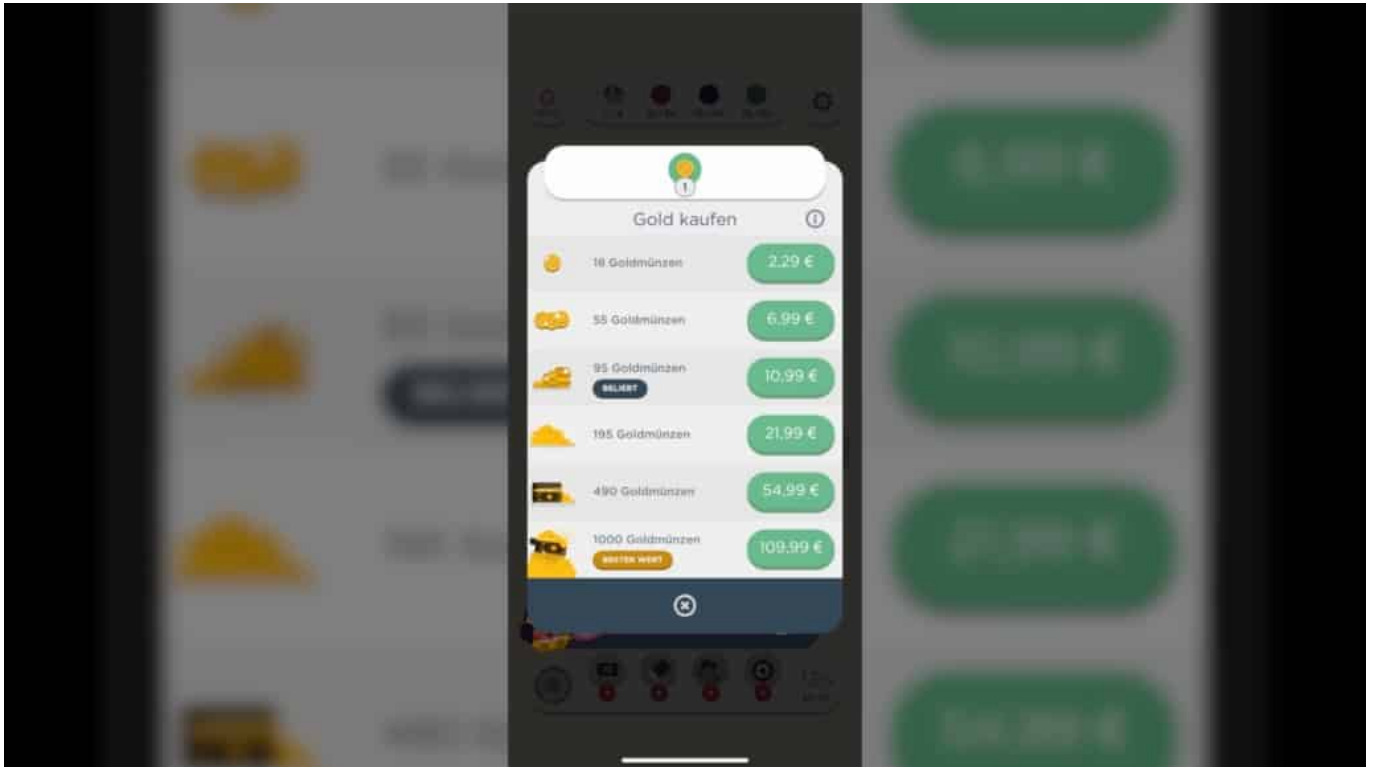 1
Gold kaufen
16 Goldmünzen
2,29 €
55 Goldmünzen
6,99 €
95 Goldmünzen
BELIEBT
10,99 €
195 Goldmünzen
21,99 €
490 Goldmünzen
54,99 €
1000 Goldmünzen
BESTER WERT
109,99 €